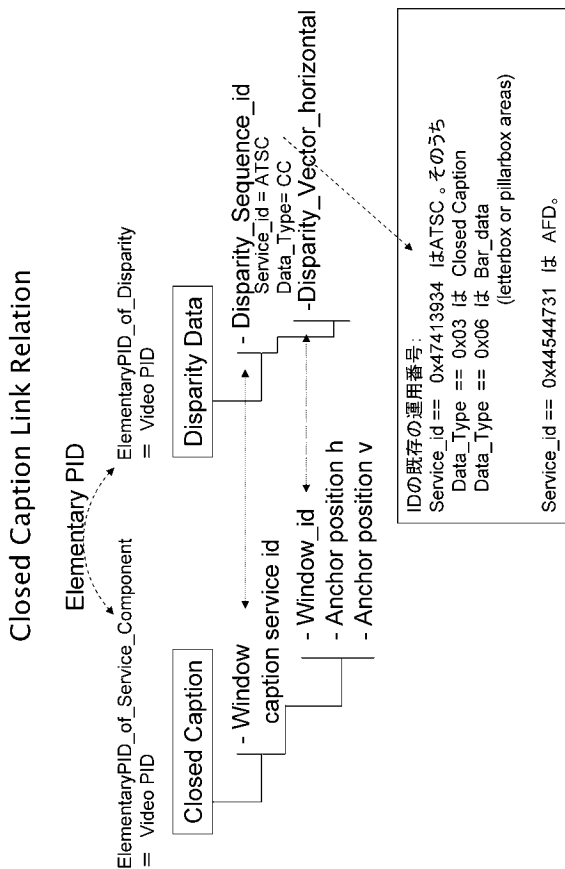 Closed Caption Link Relation
Elementary PID
ElementaryPID_of_Service_Component
= Video PID
ElementaryPID_of_Disparity
= Video PID
Closed Caption
- Window
caption service id
- Window_id
- Anchor position h
- Anchor position v
Disparity Data
- Disparity_Sequence_id
Service_id = ATSC
Data_Type= CC
-Disparity_Vector_horizontal
IDの既存の運用番号:
Service_id == 0x47413934 はATSC 。そのうち
Data_Type == 0x03 は Closed Caption
Data_Type == 0x06 は Bar_data
(letterbox or pillarbox areas)
Service_id == 0x44544731 は AFD。